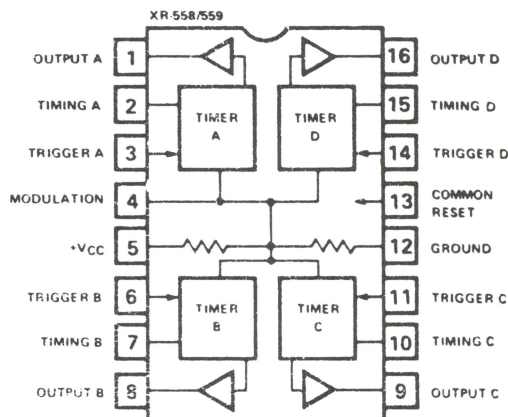 XR-558/559
OUTPUT A 1 16 OUTPUT D
TIMING A 2 15 TIMING D
TIMER A TIMER D
TRIGGER A 3 14 TRIGGER D
MODULATION 4 13 COMMON RESET
+VCC 5 12 GROUND
TRIGGER B 6 11 TRIGGER C
TIMER B TIMER C
TIMING B 7 10 TIMING C
OUTPUT B 8 9 OUTPUT C